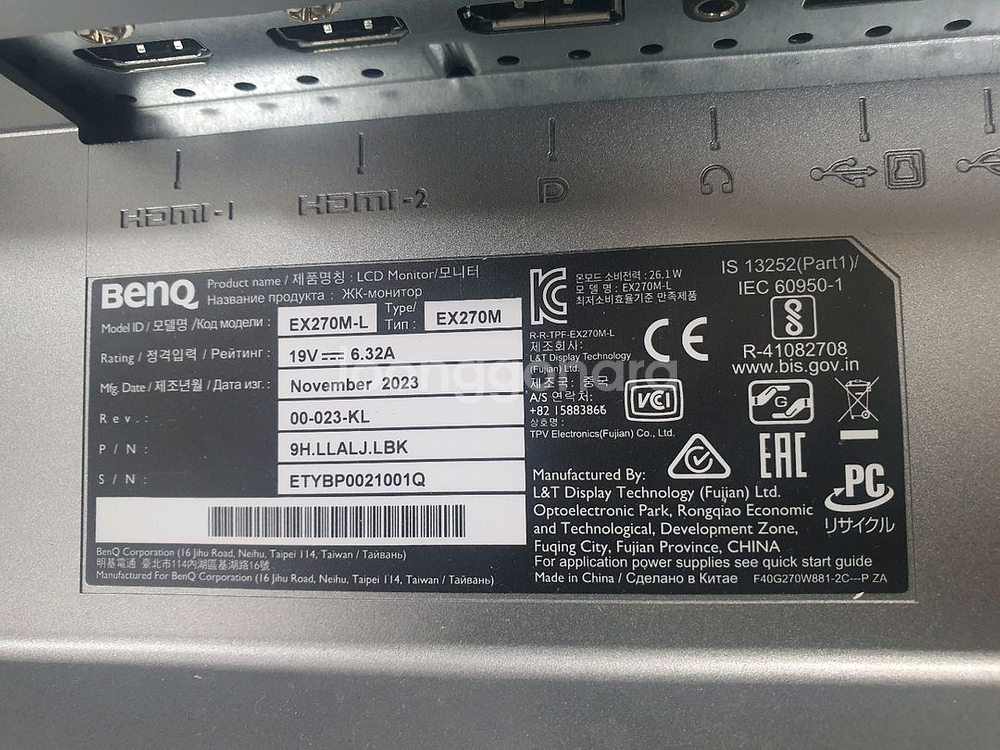 HDMI-1
HDMI-2
BenQ
Product name / 제품명칭 : LCD Monitor/모니터
Название продукта : ЖК-монитор
Model ID / 모델명 /Код модели : EX270M-L Type/ Тип : EX270M
Rating / 정격입력 / Рейтинг : 19V 6.32A
Mfg. Date / 제조년월 / Дата изг.: November 2023
Rev.: 00-023-KL
P / N : 9H.LLALJ.LBK
S / N : ETYBP0021001Q
BenQ Corporation (16 Jihu Road, Neihu, Taipei 114, Taiwan / Тайвань)
明基電通 臺北市114內湖區基湖路16號
Manufactured For BenQ Corporation (16 Jihu Road, Neihu, Taipei 114, Taiwan / Тайвань)
온모드 소비전력 : 26.1 W
모 델 명 : EX270M-L
최저소비효율기준 만족제품
R-R-TPF-EX270M-L
제조회사:
L&T Display Technology
(Fujian) Ltd.
제조국: 중국
A/S 연락처:
+82 15883866
상호명 :
TPV Electronics(Fujian) Co., Ltd.
CE
VCI
IS 13252(Part1)/
IEC 60950-1
R-41082708
www.bis.gov.in
G
EAC
PC
リサイクル
Manufactured By:
L&T Display Technology (Fujian) Ltd.
Optoelectronic Park, Rongqiao Economic
and Technological, Development Zone,
Fuqing City, Fujian Province, CHINA
For application power supplies see quick start guide
Made in China / Сделано в Китае F40G270W881-2C---P ZA
joonggonara